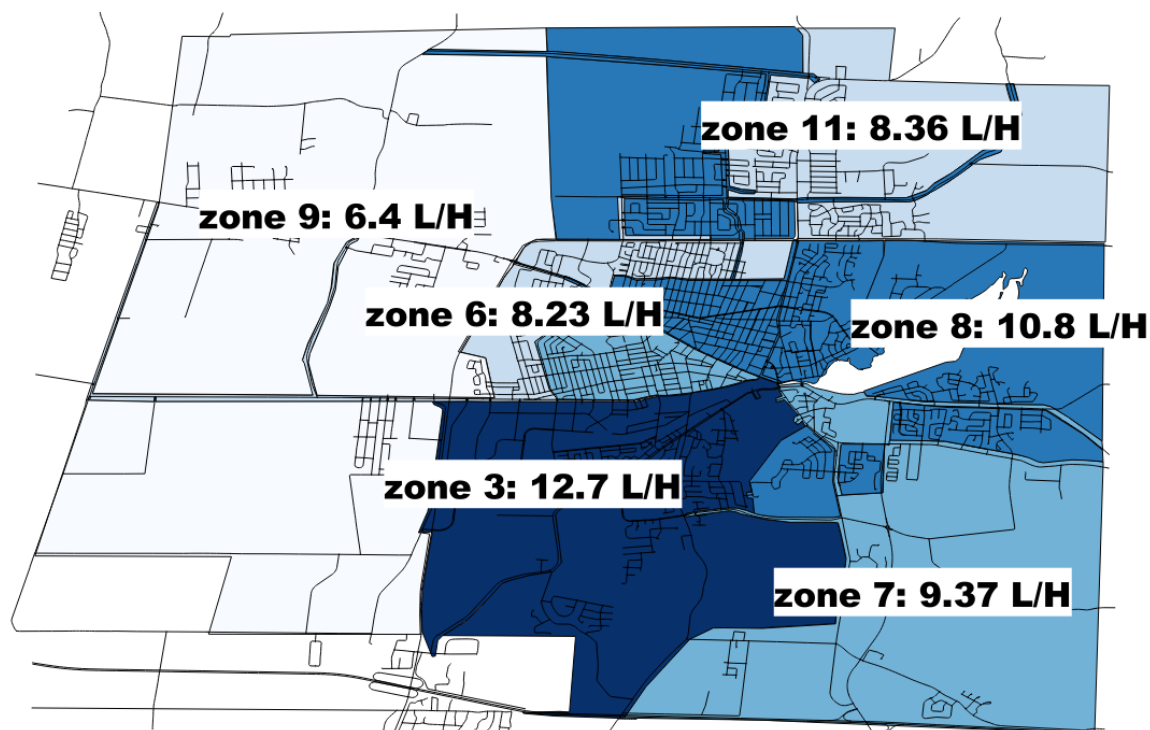 zone 11: 8.36 L/H
zone 9: 6.4 L/H
zone 6: 8.23 L/H
zone 8: 10.8 L/H
zone 3: 12.7 L/H
zone 7: 9.37 L/H